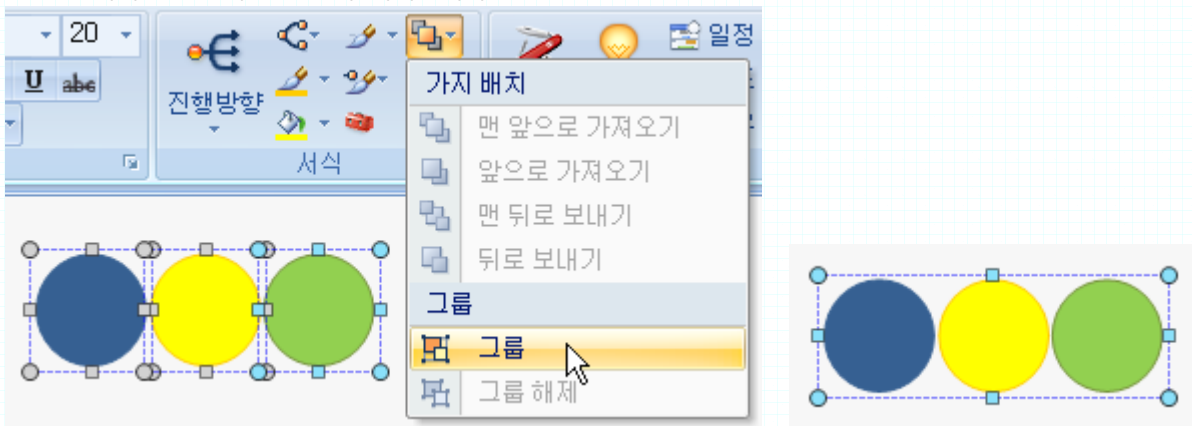 20
일정
U abc
진행방향
서식
가지 배치
맨 앞으로 가져오기
앞으로 가져오기
맨 뒤로 보내기
뒤로 보내기
그룹
그룹
그룹 해제